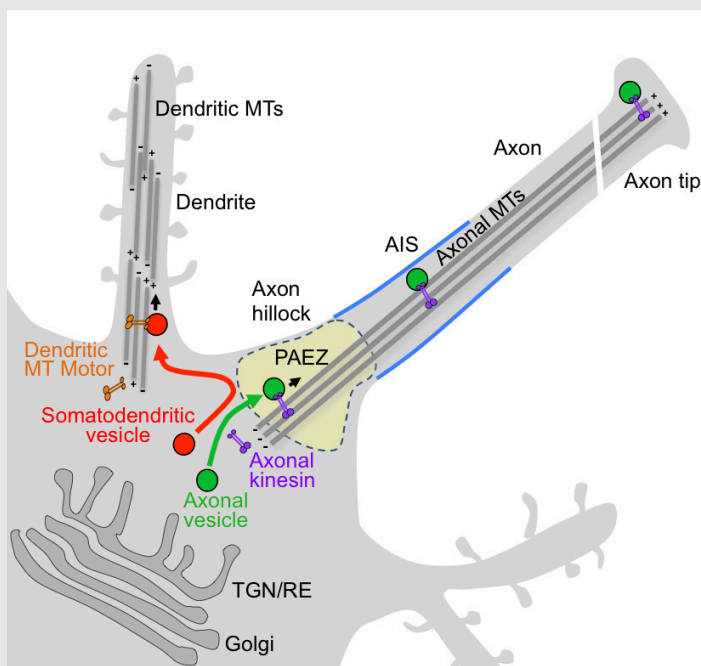 Dendritic MTs
Dendrite
Axon
Axon tip
Axonal MTs
AIS
Axon
hillock
PAEZ
Dendritic
MT Motor
Somatodendritic
vesicle
Axonal
kinesin
Axonal
vesicle
TGN/RE
Golgi